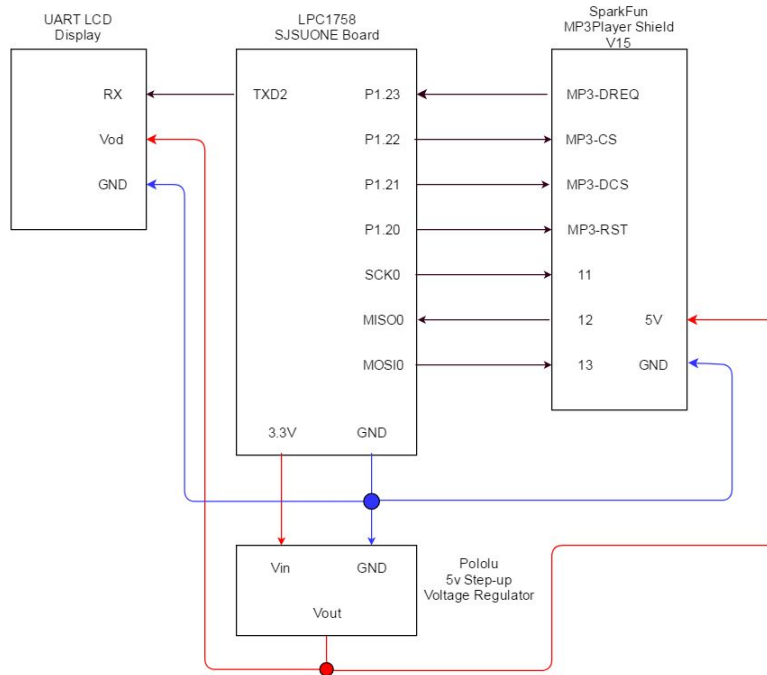 UART LCD
Display
LPC1758
SJSUONE Board
SparkFun
MP3Player Shield
V15
RX
Vod
GND
TXD2
P1.23
P1.22
P1.21
P1.20
SCK0
MISO0
MOSI0
3.3V
GND
MP3-DREQ
MP3-CS
MP3-DCS
MP3-RST
11
12
13
5V
GND
Vin
GND
Vout
Pololu
5v Step-up
Voltage Regulator